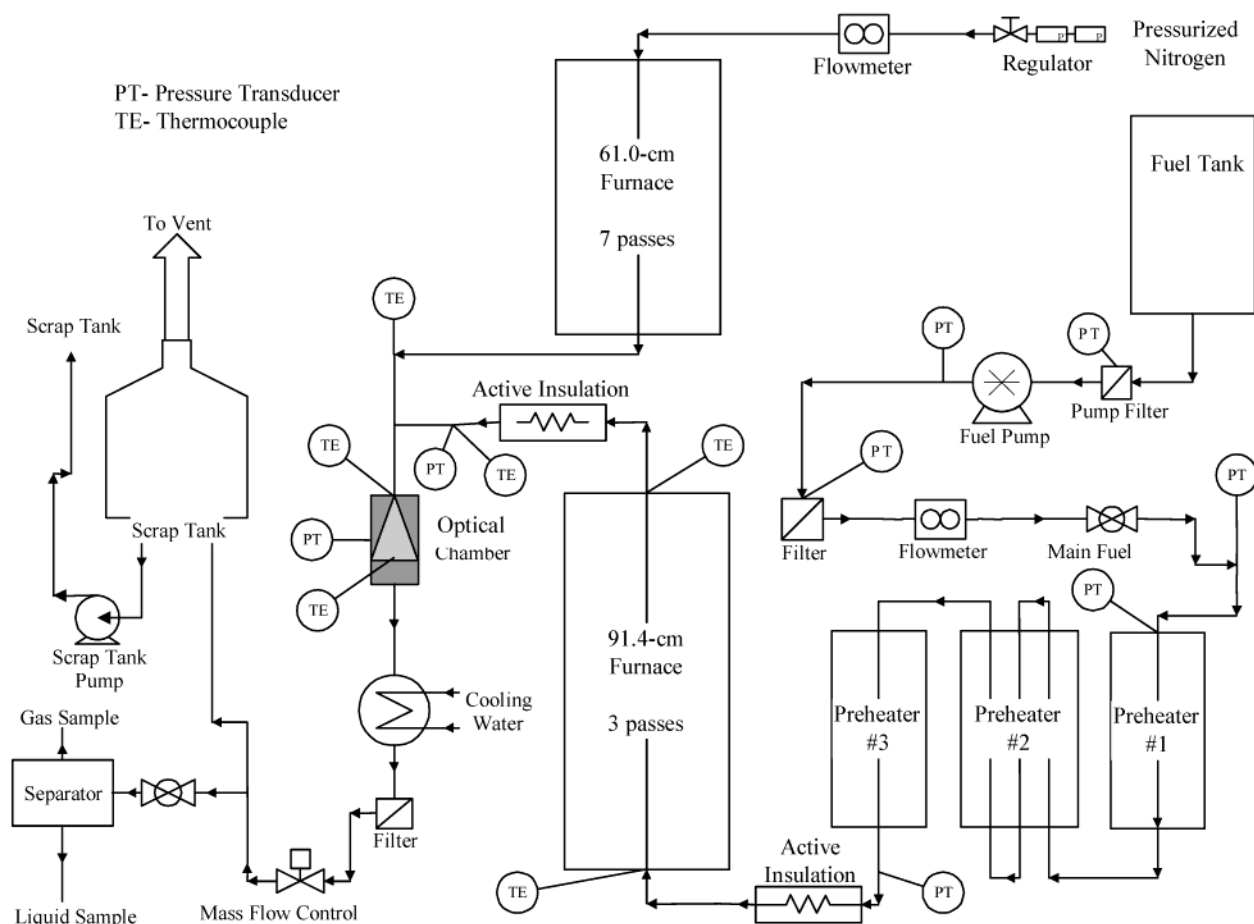 Pressurized
Nitrogen
P
P
Regulator
Flowmeter
PT- Pressure Transducer
TE- Thermocouple
61.0-cm
Furnace
7 passes
Fuel Tank
To Vent
TE
Scrap Tank
PT
PT
Active Insulation
Pump Filter
Fuel Pump
TE
TE
PT
TE
PT
PT
Scrap Tank
Optical
Chamber
PT
Filter
Flowmeter
Main Fuel
TE
PT
Scrap Tank
Pump
91.4-cm
Furnace
3 passes
Cooling
Water
Preheater
#3
Preheater
#2
Preheater
#1
Gas Sample
Separator
Filter
Active
Insulation
TE
PT
Liquid Sample
Mass Flow Control